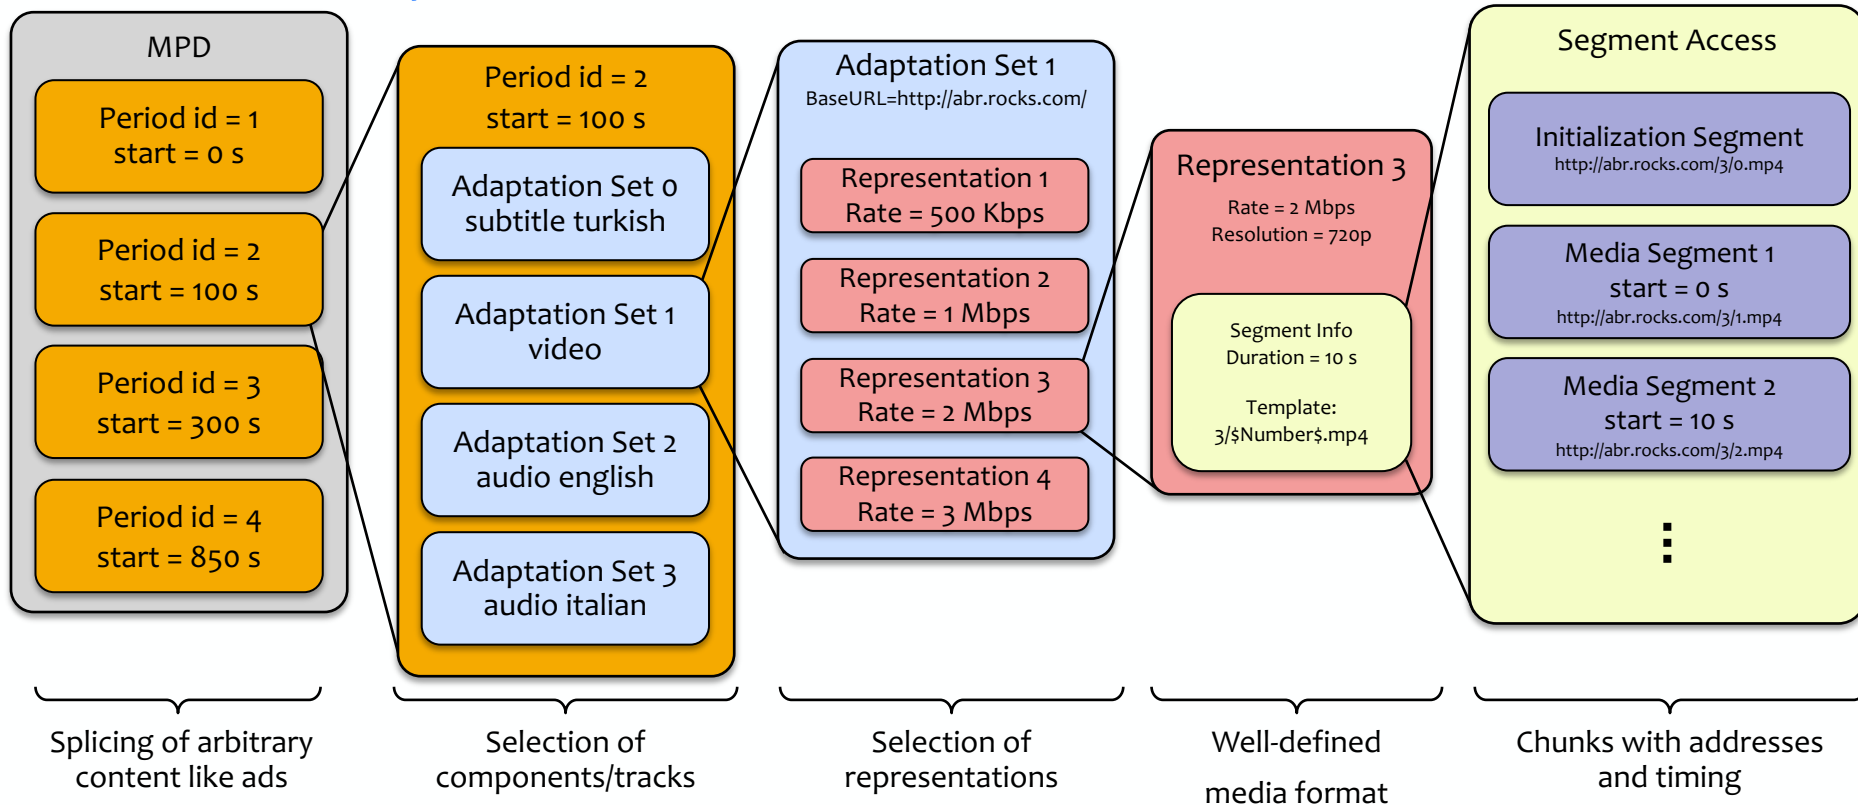 MPD
Period id = 1
start = 0 s
Period id = 2
start = 100 s
Period id = 3
start = 300 s
Period id = 4
start = 850 s
Splicing of arbitrary
content like ads
Period id = 2
start = 100 s
Adaptation Set 0
subtitle turkish
Adaptation Set 1
video
Adaptation Set 2
audio english
Adaptation Set 3
audio italian
Selection of
components/tracks
Adaptation Set 1
BaseURL=http://abr.rocks.com/
Representation 1
Rate = 500 Kbps
Representation 2
Rate = 1 Mbps
Representation 3
Rate = 2 Mbps
Representation 4
Rate = 3 Mbps
Selection of
representations
Representation 3
Rate = 2 Mbps
Resolution = 720p
Segment Info
Duration = 10 s
Template:
3/$Number$.mp4
Well-defined
media format
Segment Access
Initialization Segment
http://abr.rocks.com/3/0.mp4
Media Segment 1
start = 0 s
http://abr.rocks.com/3/1.mp4
Media Segment 2
start = 10 s
http://abr.rocks.com/3/2.mp4
⋮
Chunks with addresses
and timing